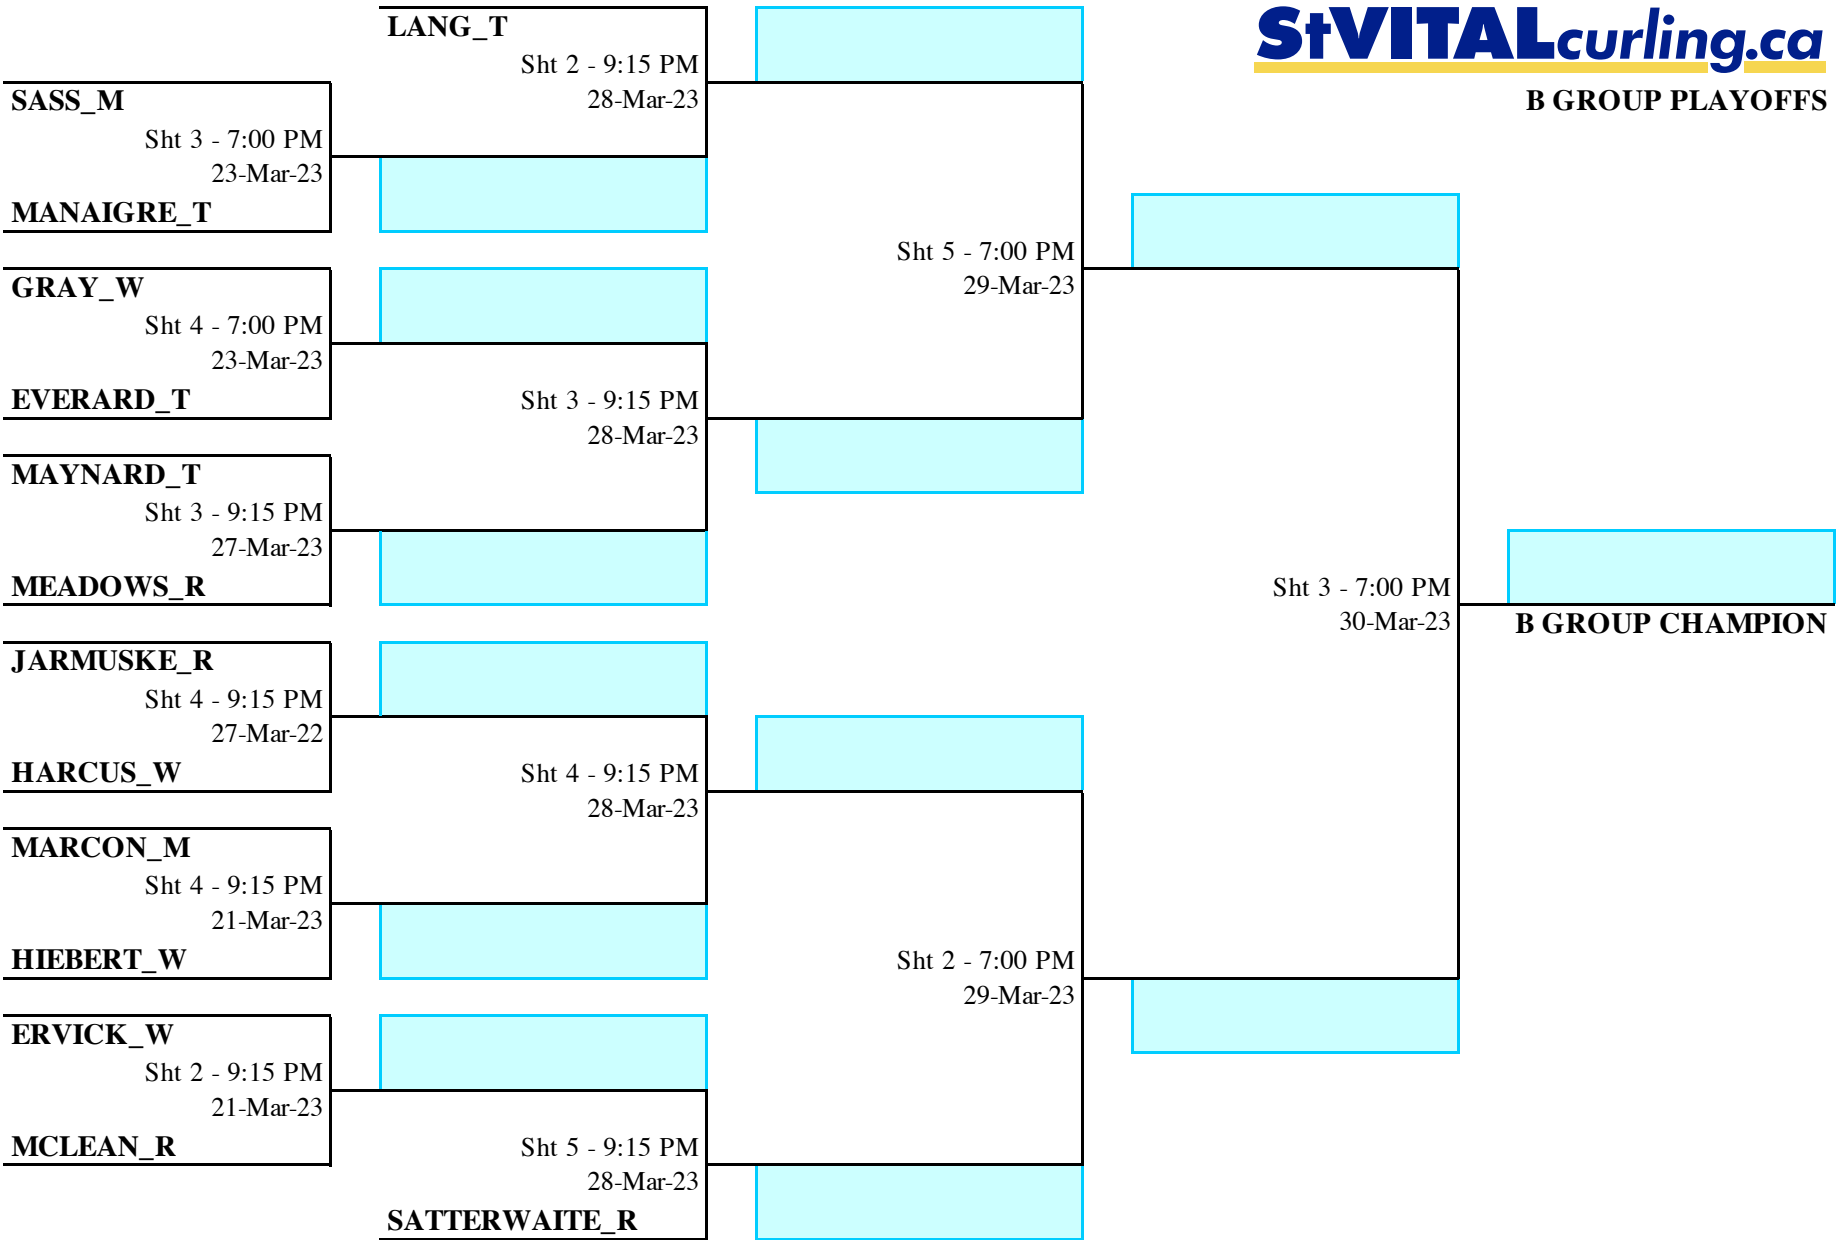 StVITALcurling.ca
B GROUP PLAYOFFS
SASS_M
Sht 3 - 7:00 PM
23-Mar-23
MANAIGRE_T
GRAY_W
Sht 4 - 7:00 PM
23-Mar-23
EVERARD_T
MAYNARD_T
Sht 3 - 9:15 PM
27-Mar-23
MEADOWS_R
JARMUSKE_R
Sht 4 - 9:15 PM
27-Mar-22
HARCUS_W
MARCON_M
Sht 4 - 9:15 PM
21-Mar-23
HIEBERT_W
ERVICK_W
Sht 2 - 9:15 PM
21-Mar-23
MCLEAN_R
LANG_T
Sht 2 - 9:15 PM
28-Mar-23
Sht 3 - 9:15 PM
28-Mar-23
Sht 4 - 9:15 PM
28-Mar-23
Sht 5 - 9:15 PM
28-Mar-23
SATTERWAITE_R
Sht 5 - 7:00 PM
29-Mar-23
Sht 2 - 7:00 PM
29-Mar-23
Sht 3 - 7:00 PM
30-Mar-23
B GROUP CHAMPION